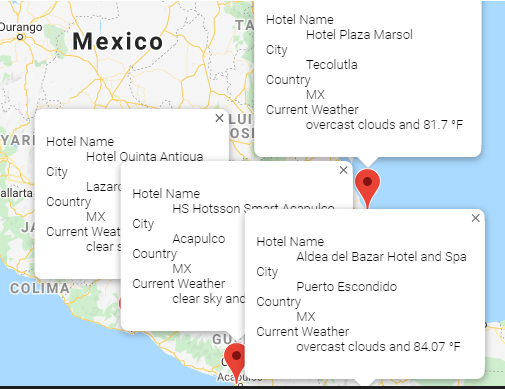 Durango
Mexico
TA
Hotel Name
Hotel Plaza Marsol
City
Tecolutla
Country
MX
Current Weather
overcast clouds and 81.7 °F
LUI
OSI
YARI
allarta
JA
COLIMA
Hotel Name
Hotel Quinta Antigua
City
Lazaro
Country
MX
Current Weat
clear s
Hotel Name
HS Hotsson Smart Acapulco
City
Acapulco
Country
MX
Current Weather
clear sky and
Hotel Name
Aldea del Bazar Hotel and Spa
City
Puerto Escondido
Country
MX
Current Weather
overcast clouds and 84.07 °F
GU
Acapulco